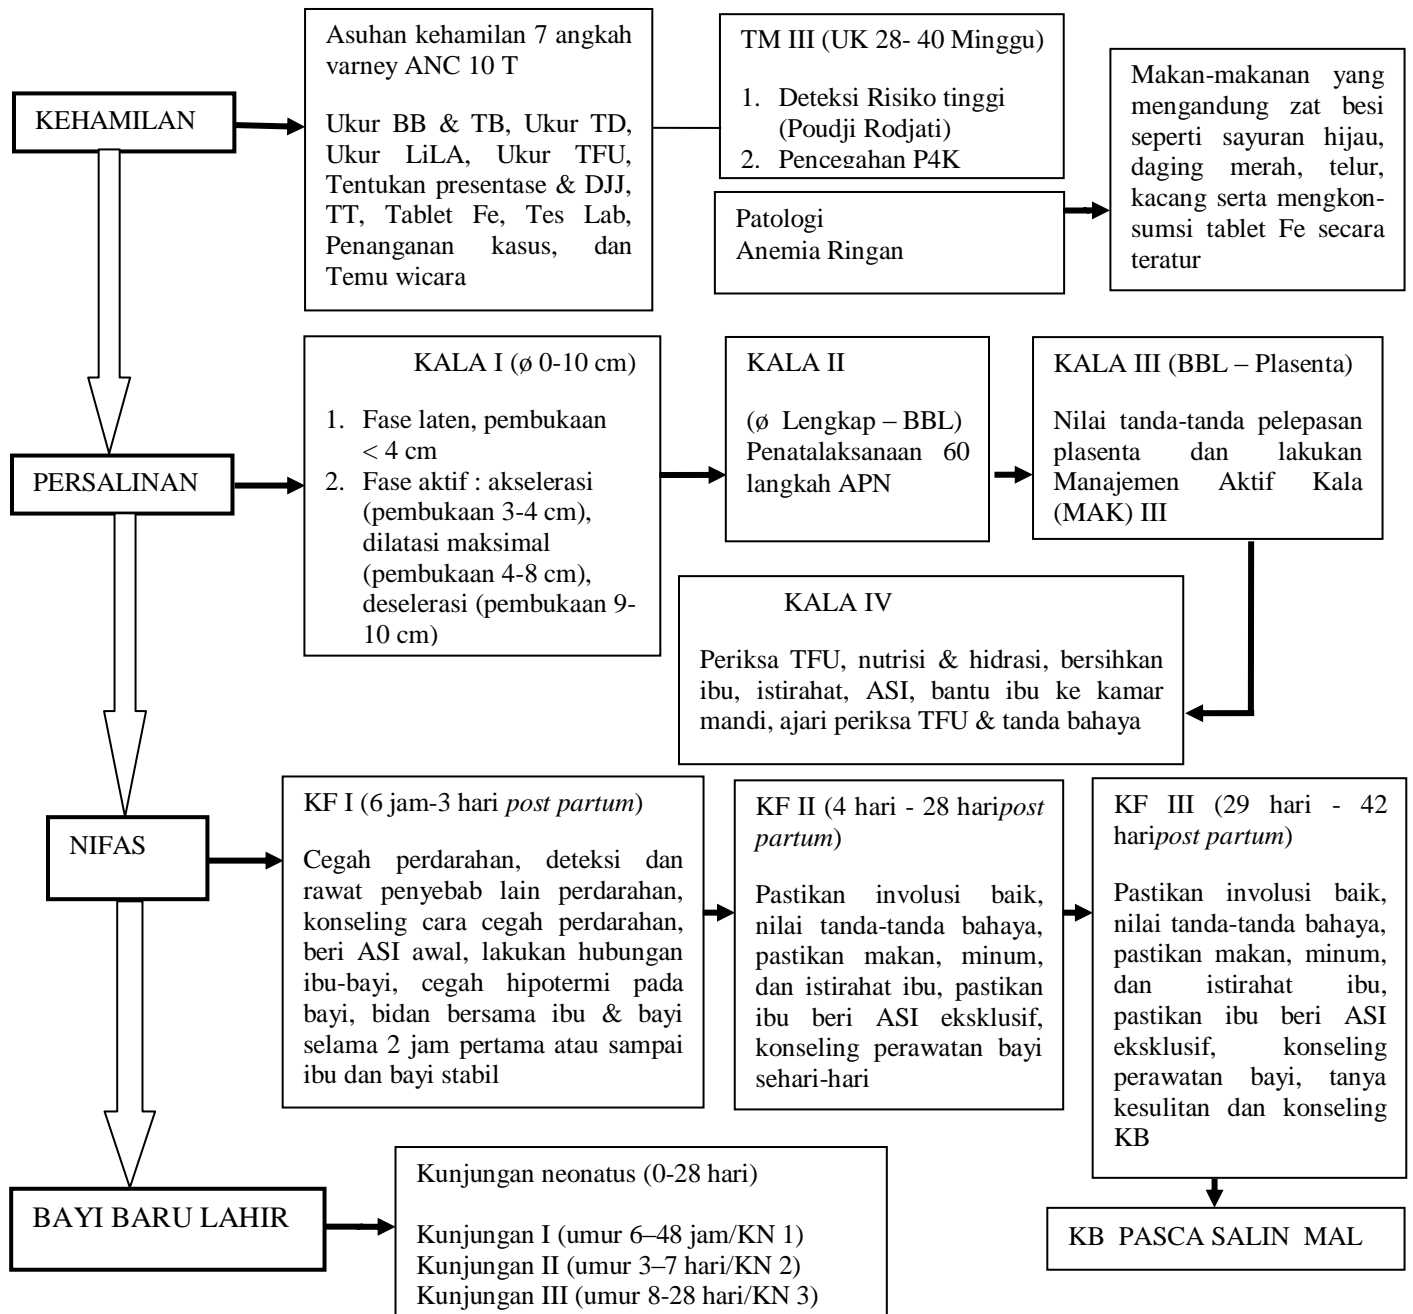 KEHAMILAN
Asuhan kehamilan 7 angkah
varney ANC 10 T
Ukur BB & TB, Ukur TD,
Ukur LiLA, Ukur TFU,
Tentukan presentase & DJJ,
TT, Tablet Fe, Tes Lab,
Penanganan kasus, dan
Temu wicara
TM III (UK 28- 40 Minggu)
1. Deteksi Risiko tinggi
(Poudji Rodjati)
2. Pencegahan P4K
Patologi
Anemia Ringan
Makan-makanan yang
mengandung zat besi
seperti sayuran hijau,
daging merah, telur,
kacang serta mengkon-
sumsi tablet Fe secara
teratur
PERSALINAN
KALA I (ø 0-10 cm)
1. Fase laten, pembukaan
< 4 cm
2. Fase aktif : akselerasi
(pembukaan 3-4 cm),
dilatasi maksimal
(pembukaan 4-8 cm),
deselerasi (pembukaan 9-
10 cm)
KALA II
(ø Lengkap – BBL)
Penatalaksanaan 60
langkah APN
KALA III (BBL – Plasenta)
Nilai tanda-tanda pelepasan
plasenta dan lakukan
Manajemen Aktif Kala
(MAK) III
KALA IV
Periksa TFU, nutrisi & hidrasi, bersihkan
ibu, istirahat, ASI, bantu ibu ke kamar
mandi, ajari periksa TFU & tanda bahaya
NIFAS
KF I (6 jam-3 hari post partum)
Cegah perdarahan, deteksi dan
rawat penyebab lain perdarahan,
konseling cara cegah perdarahan,
beri ASI awal, lakukan hubungan
ibu-bayi, cegah hipotermi pada
bayi, bidan bersama ibu & bayi
selama 2 jam pertama atau sampai
ibu dan bayi stabil
KF II (4 hari - 28 haripost
partum)
Pastikan involusi baik,
nilai tanda-tanda bahaya,
pastikan makan, minum,
dan istirahat ibu, pastikan
ibu beri ASI eksklusif,
konseling perawatan bayi
sehari-hari
KF III (29 hari - 42
haripost partum)
Pastikan involusi baik,
nilai tanda-tanda bahaya,
pastikan makan, minum,
dan istirahat ibu,
pastikan ibu beri ASI
eksklusif, konseling
perawatan bayi, tanya
kesulitan dan konseling
KB
KB PASCA SALIN MAL
BAYI BARU LAHIR
Kunjungan neonatus (0-28 hari)
Kunjungan I (umur 6–48 jam/KN 1)
Kunjungan II (umur 3–7 hari/KN 2)
Kunjungan III (umur 8-28 hari/KN 3)